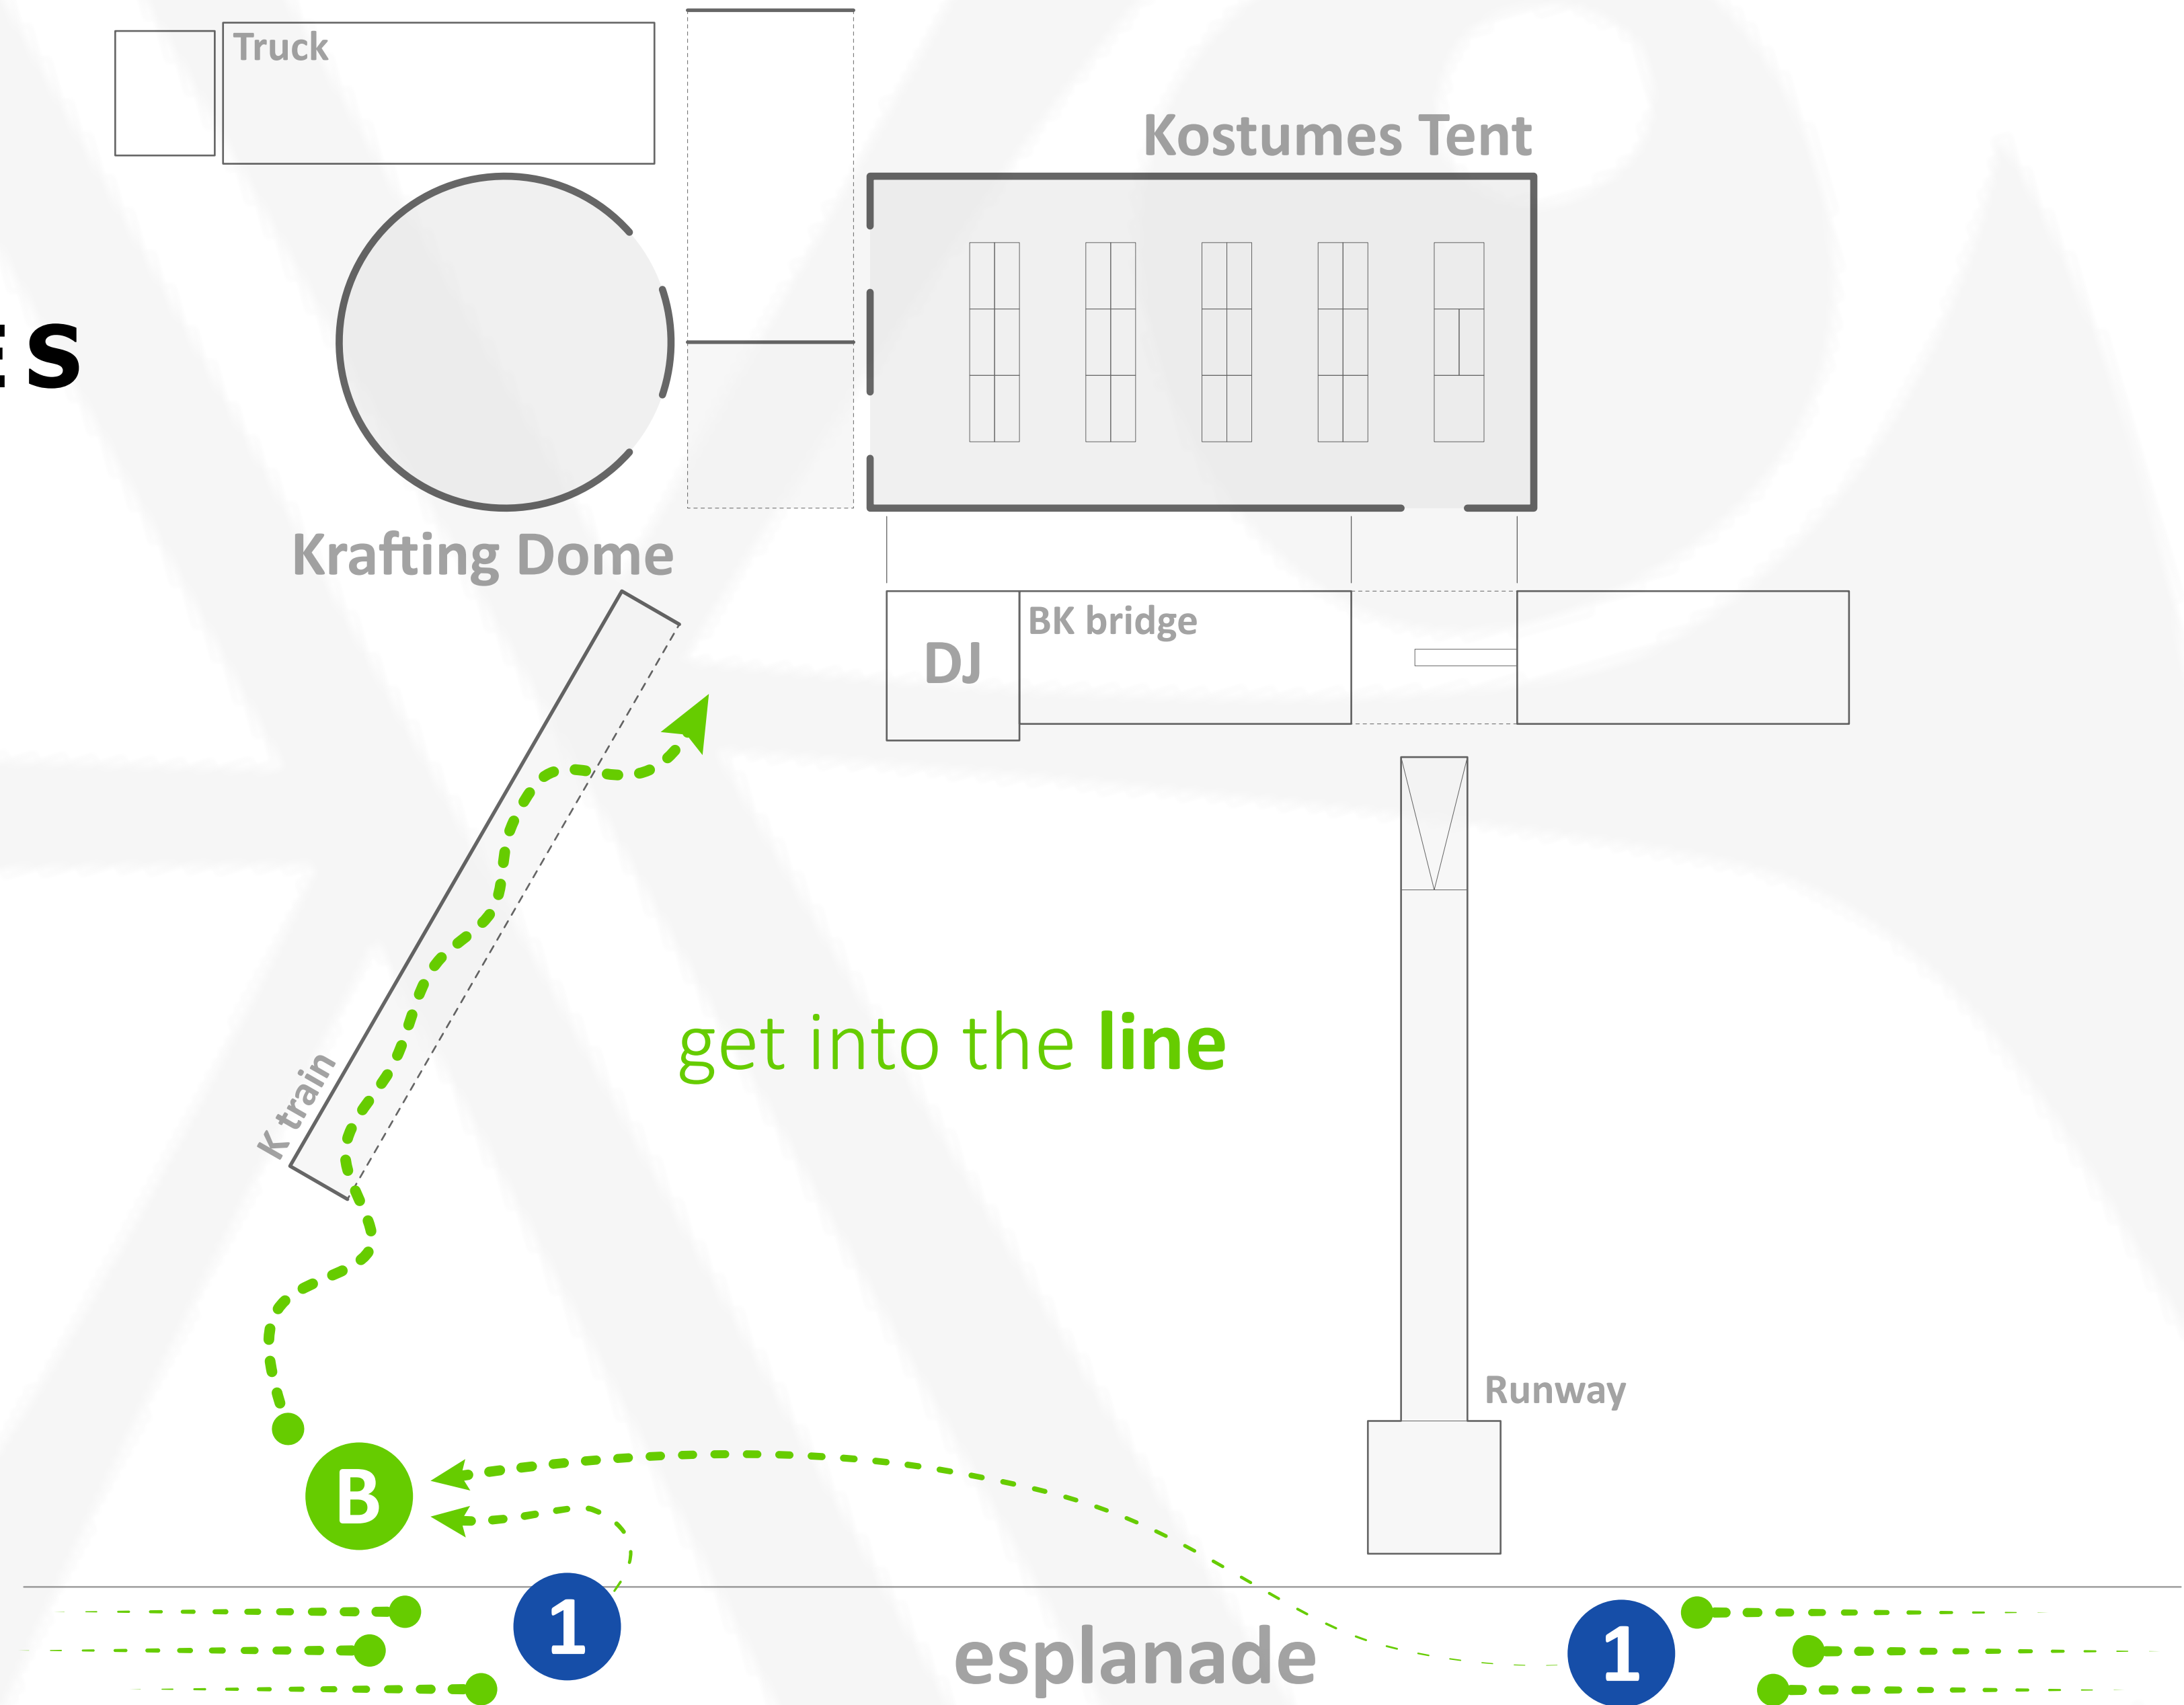 Truck
Kostumes Tent
ES
Krafting Dome
BK bridge
DJ
get into the line
K train
Runway
B
1
esplanade
1